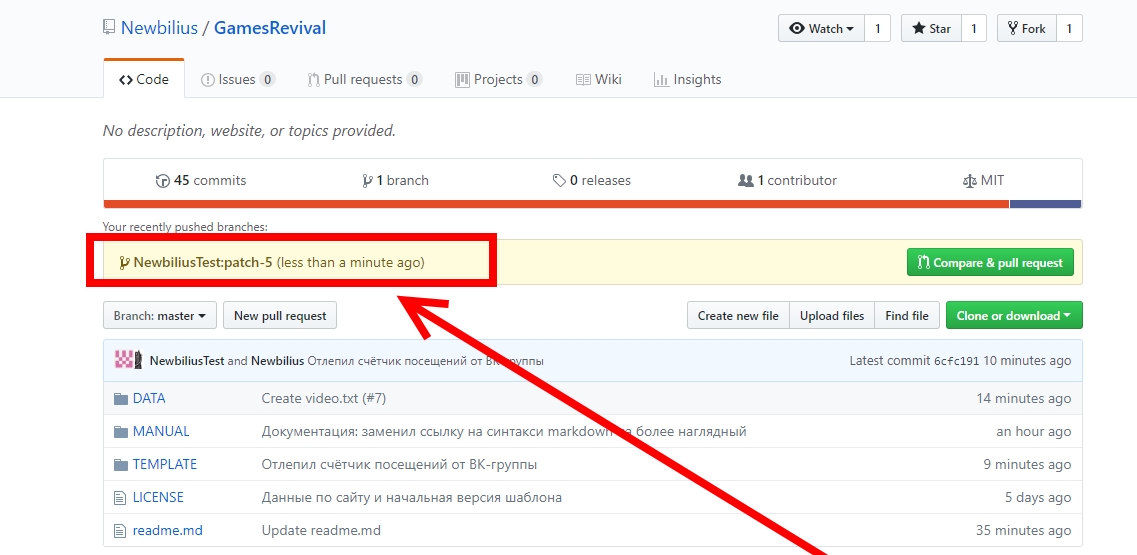 Newbilius / GamesRevival
Watch 1 Star 1 Fork 1
Code Issues 0 Pull requests 0 Projects 0 Wiki Insights
No description, website, or topics provided.
45 commits 1 branch 0 releases 1 contributor MIT
Your recently pushed branches:
NewbiliusTest:patch-5 (less than a minute ago) Compare & pull request
Branch: master New pull request Create new file Upload files Find file Clone or download
NewbiliusTest and Newbilius Отлепил счётчик посещений от ВК-группы Latest commit 6cfc191 10 minutes ago
DATA Create video.txt (#7) 14 minutes ago
MANUAL Документация: заменил ссылку на синтакси markdown на более наглядный an hour ago
TEMPLATE Отлепил счётчик посещений от ВК-группы 9 minutes ago
LICENSE Данные по сайту и начальная версия шаблона 5 days ago
readme.md Update readme.md 35 minutes ago